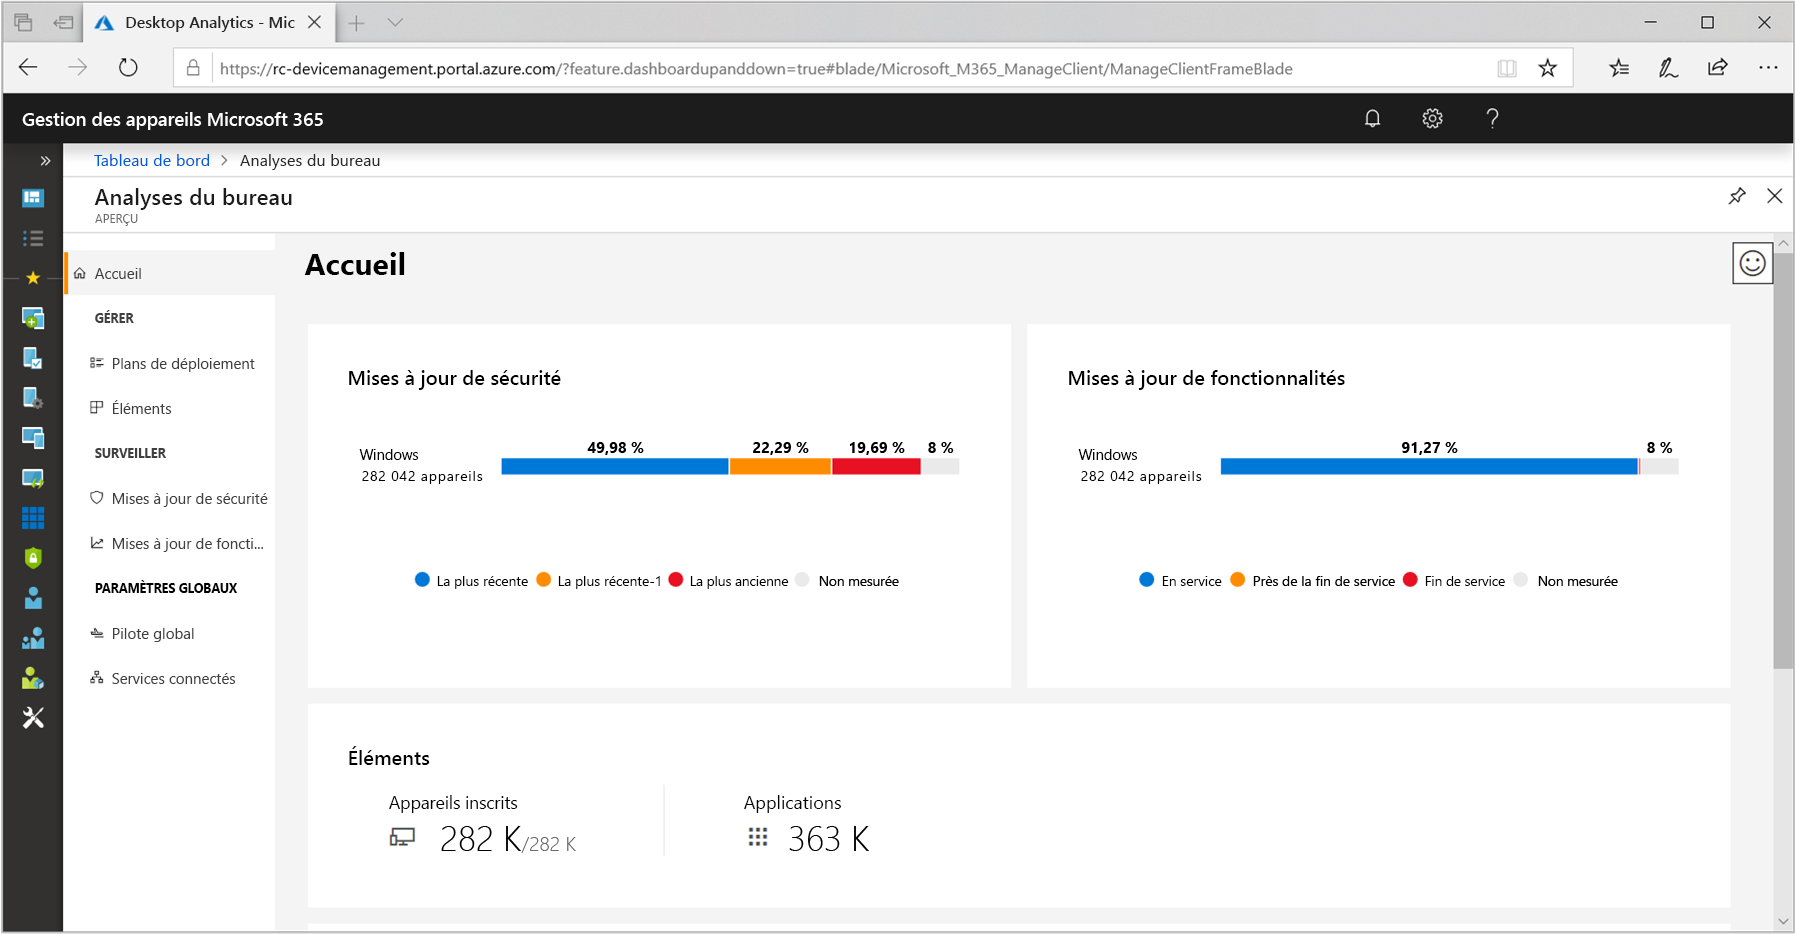 Desktop Analytics - Mic
https://rc-devicemanagement.portal.azure.com/?feature.dashboardupanddown=true#blade/Microsoft_M365_ManageClient/ManageClientFrameBlade
Gestion des appareils Microsoft 365
?
Tableau de bord > Analyses du bureau
Analyses du bureau
APERÇU
Accueil
GÉRER
Plans de déploiement
Éléments
SURVEILLER
Mises à jour de sécurité
Mises à jour de foncti...
PARAMÈTRES GLOBAUX
Pilote global
Services connectés
Accueil
Mises à jour de sécurité
49,98 % 22,29 % 19,69 % 8 %
Windows
282 042 appareils
La plus récente La plus récente-1 La plus ancienne Non mesurée
Mises à jour de fonctionnalités
91,27 % 8 %
Windows
282 042 appareils
En service Près de la fin de service Fin de service Non mesurée
Éléments
Appareils inscrits
282 K/282 K
Applications
363 K